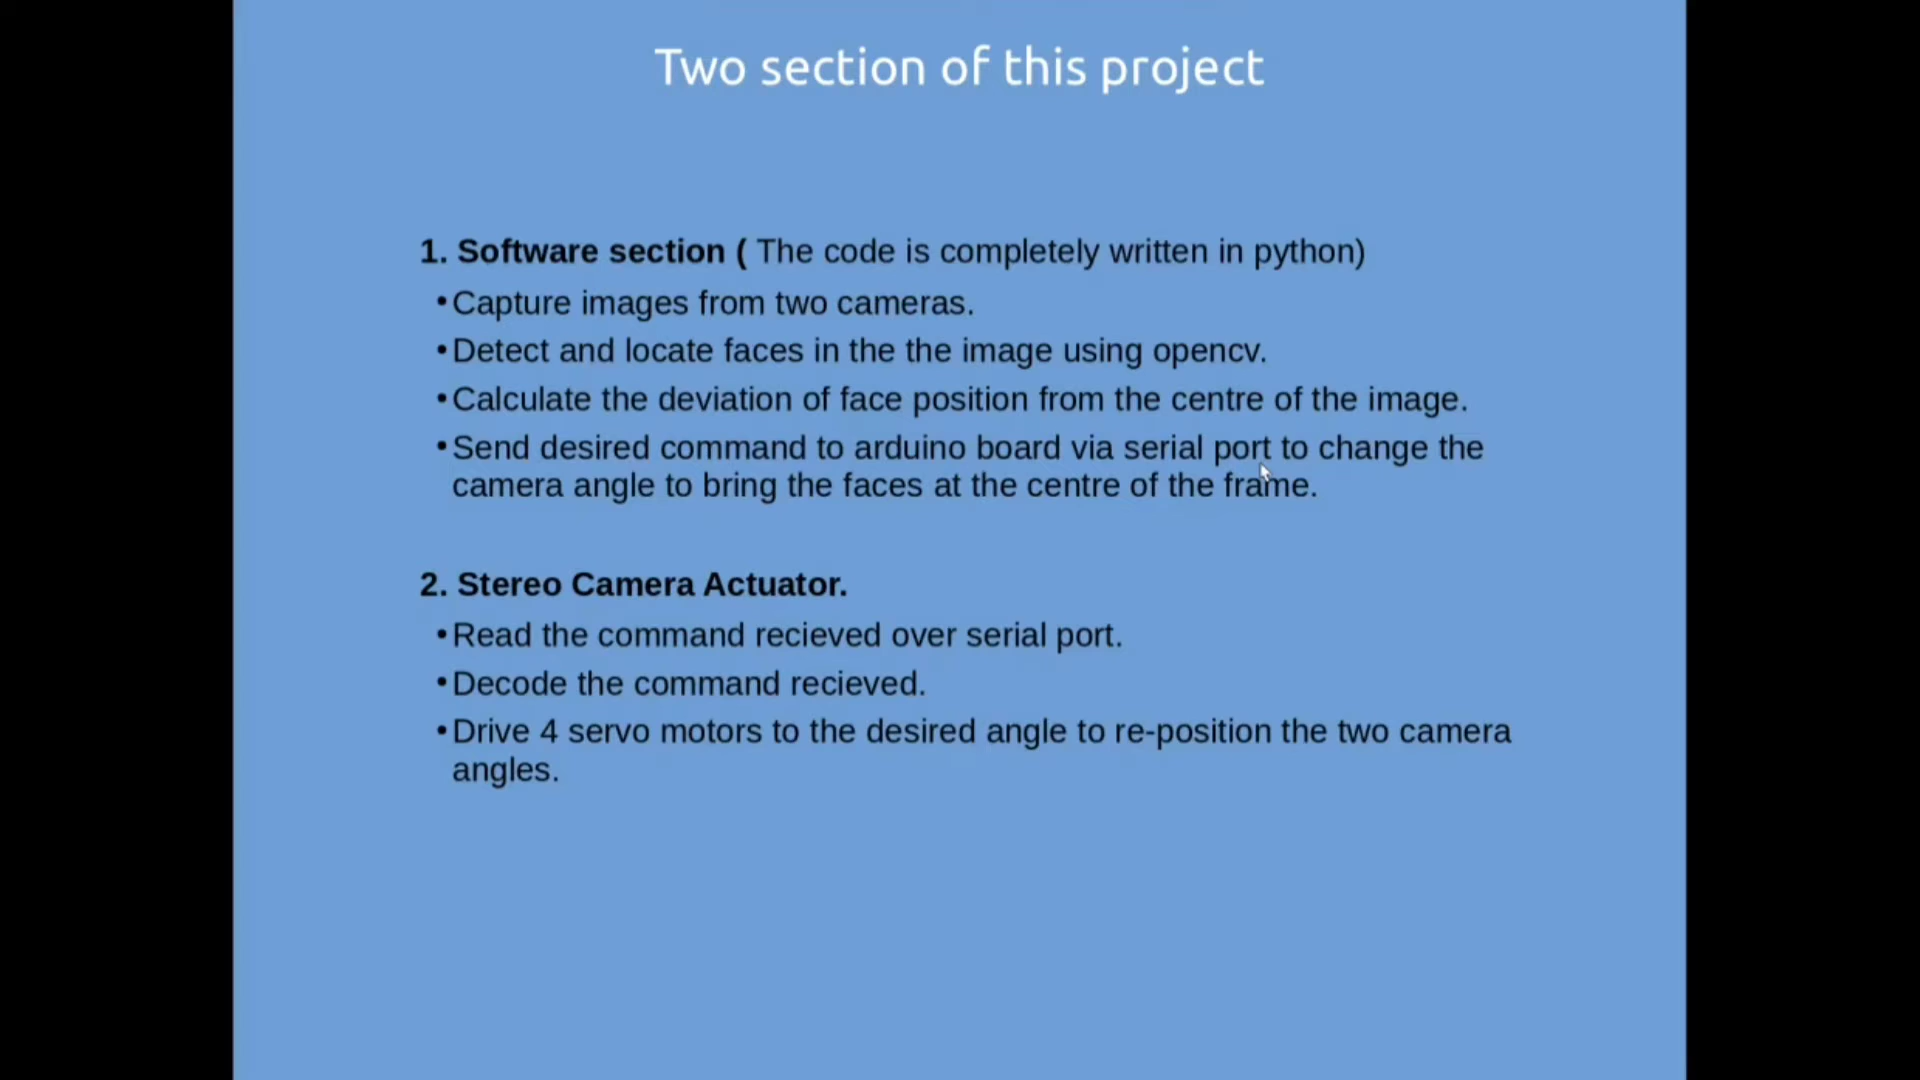 Two section of this project
1. Software section ( The code is completely written in python)
•Capture images from two cameras.
•Detect and locate faces in the the image using opencv.
•Calculate the deviation of face position from the centre of the image.
•Send desired command to arduino board via serial port to change the
camera angle to bring the faces at the centre of the frame.
2. Stereo Camera Actuator.
•Read the command recieved over serial port.
•Decode the command recieved.
•Drive 4 servo motors to the desired angle to re-position the two camera
angles.